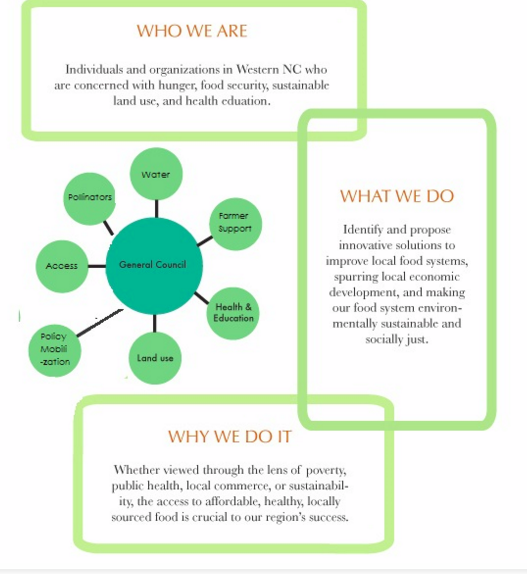 WHO WE ARE
Individuals and organizations in Western NC who
are concerned with hunger, food security, sustainable
land use, and health eduation.
Water
Pollinators
Farmer
Support
Access
General Council
Health &
Education
Policy
Mobili
-zation
Land use
WHAT WE DO
Identify and propose
innovative solutions to
improve local food systems,
spurring local economic
development, and making
our food system environ-
mentally sustainable and
socially just.
WHY WE DO IT
Whether viewed through the lens of poverty,
public health, local commerce, or sustainabil-
ity, the access to affordable, healthy, locally
sourced food is crucial to our region's success.